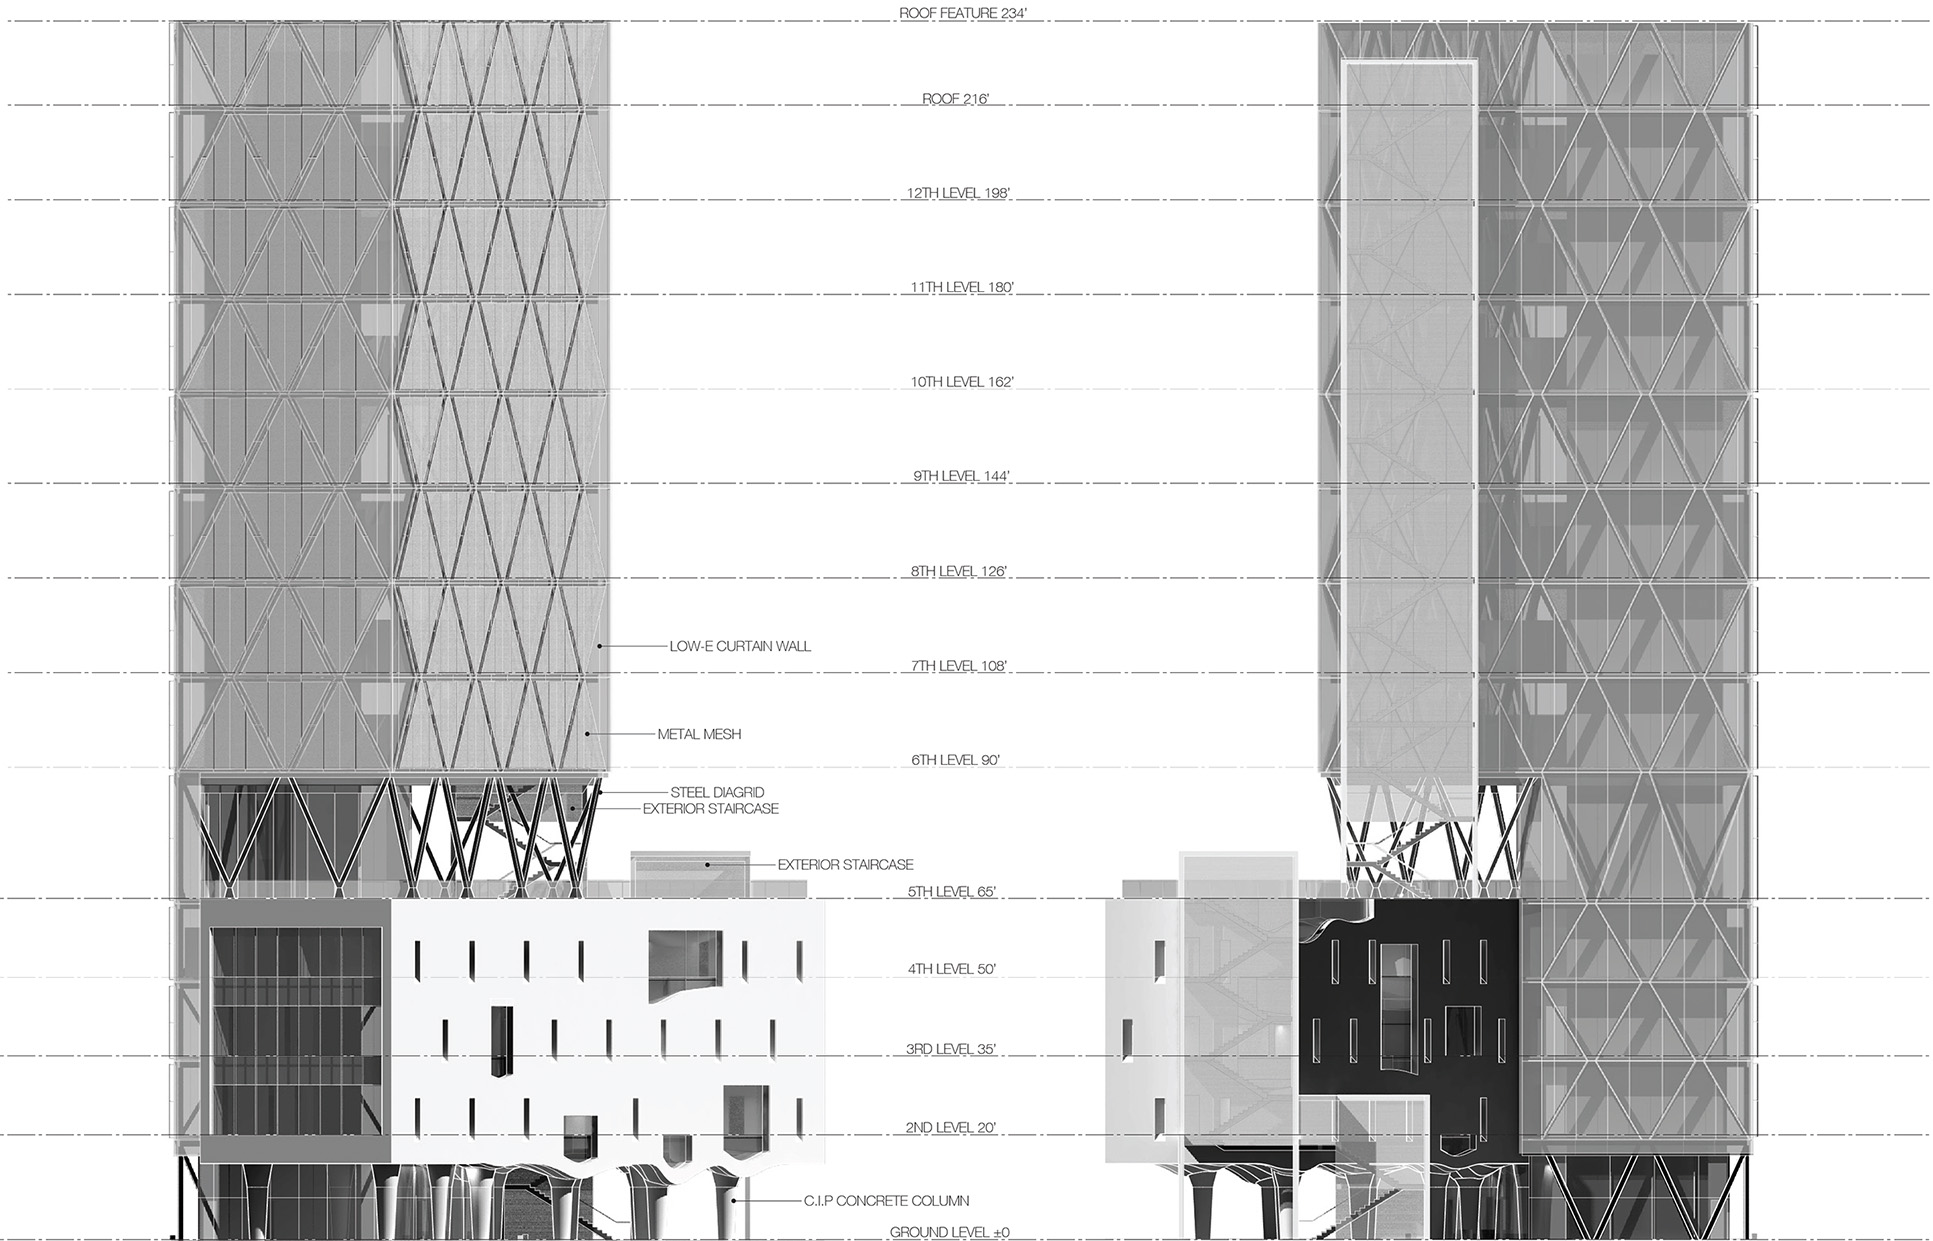 ROOF FEATURE 234'
ROOF 216'
12TH LEVEL 198'
11TH LEVEL 180'
10TH LEVEL 162'
9TH LEVEL 144'
8TH LEVEL 126'
LOW-E CURTAIN WALL
7TH LEVEL 108'
METAL MESH
6TH LEVEL 90'
STEEL DIAGRID
EXTERIOR STAIRCASE
EXTERIOR STAIRCASE
5TH LEVEL 65'
4TH LEVEL 50'
3RD LEVEL 35'
2ND LEVEL 20'
C.I.P CONCRETE COLUMN
GROUND LEVEL ±0